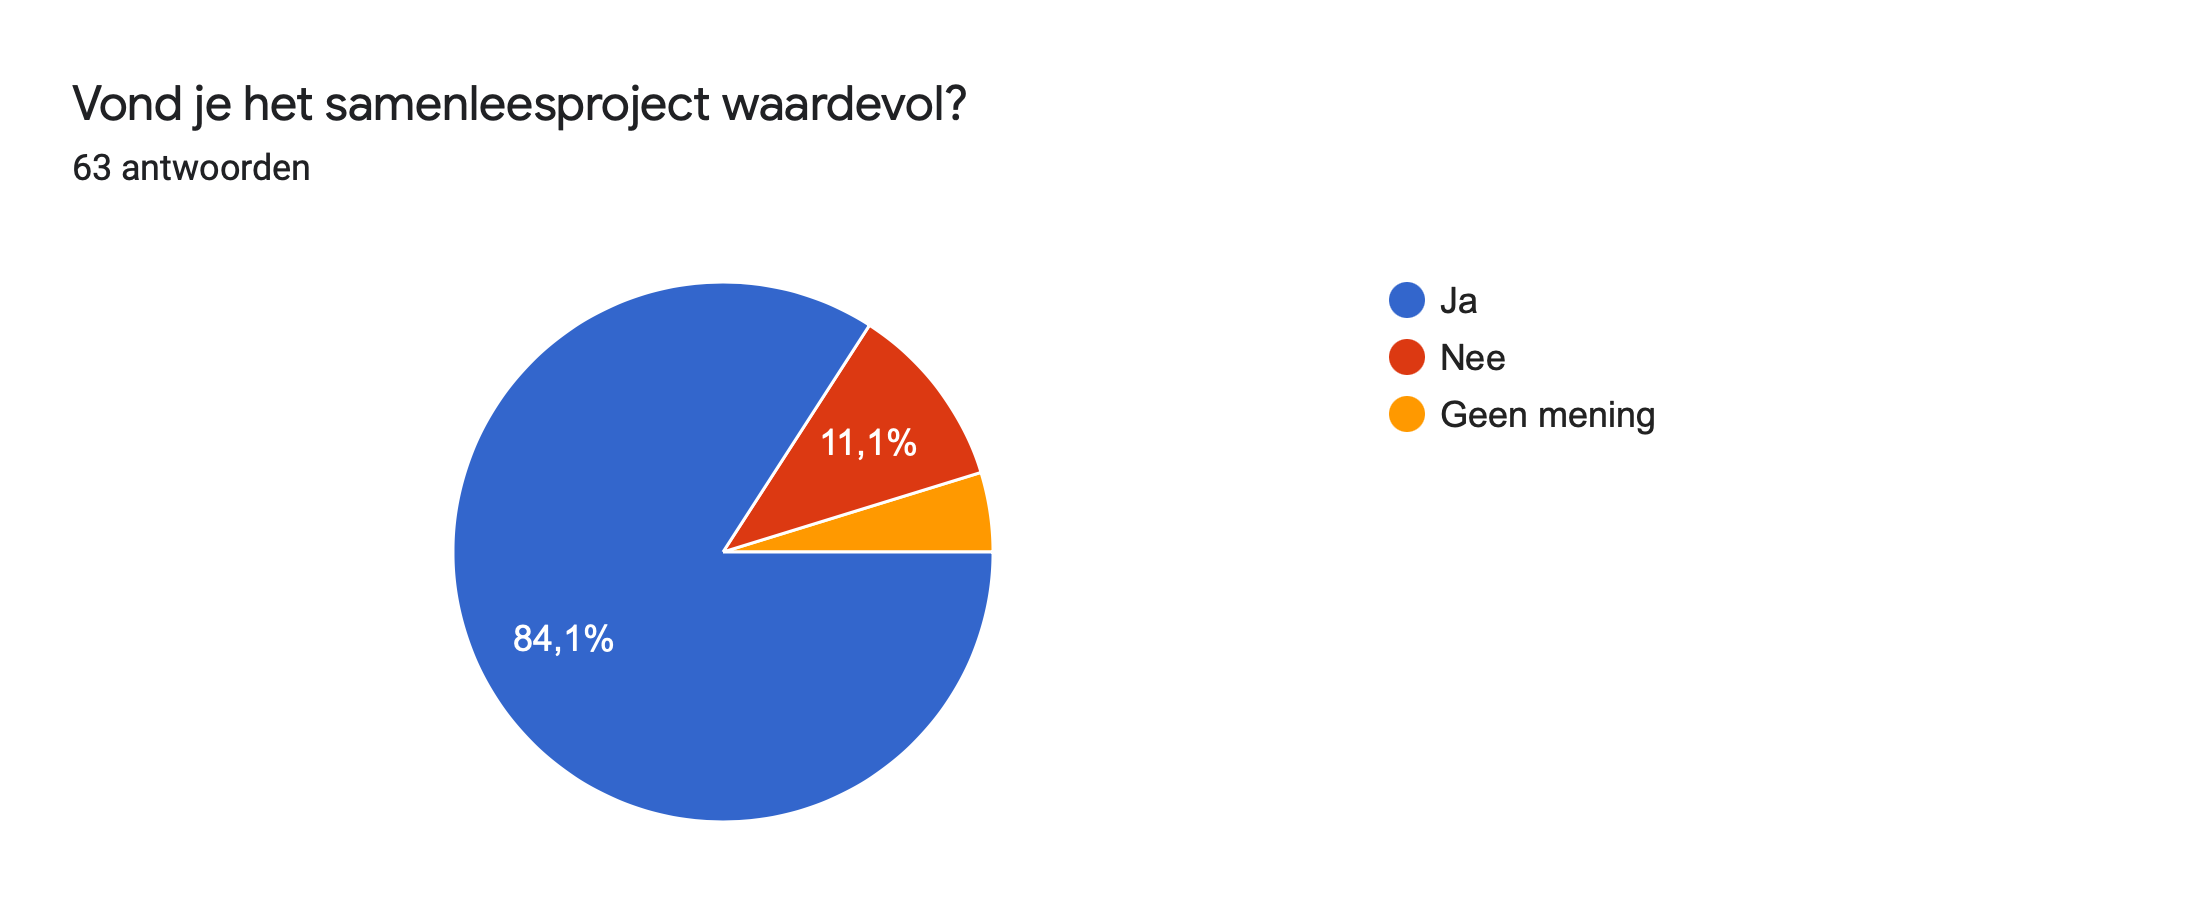 Vond je het samenleesproject waardevol?
63 antwoorden
Ja
Nee
Geen mening
11,1%
84,1%